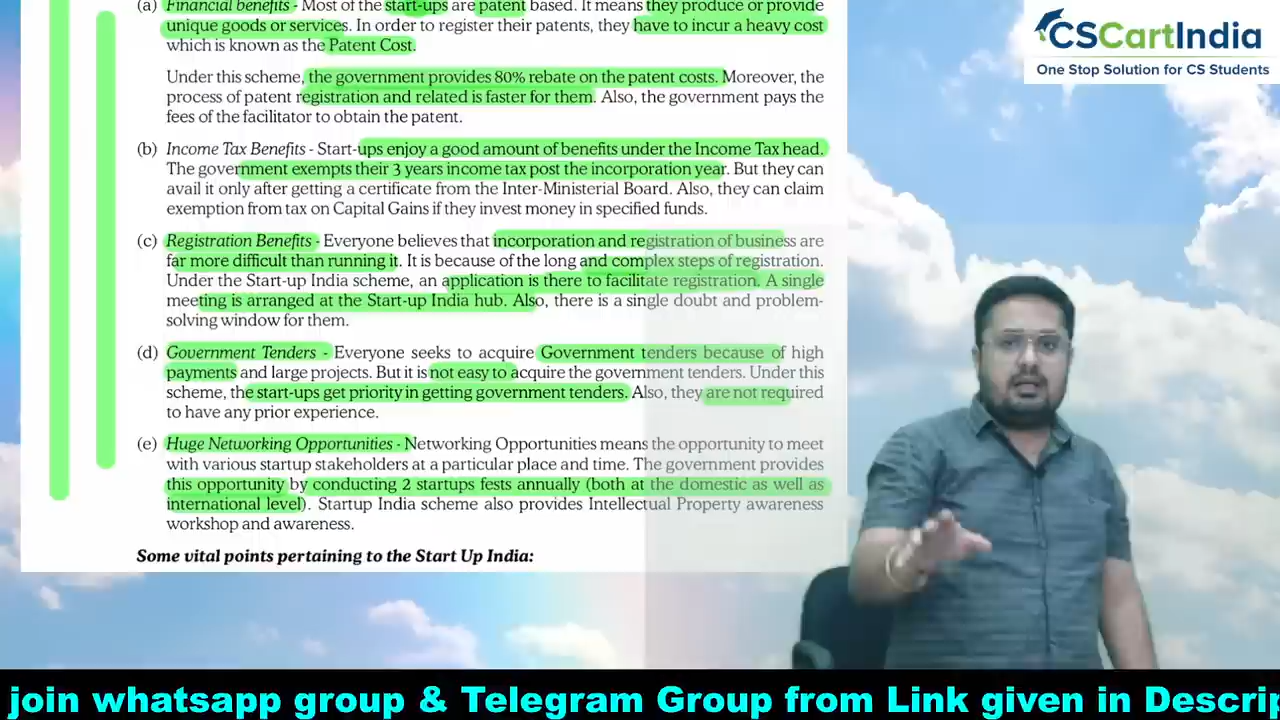 (a) Financial benefits - Most of the start-ups are patent based. It means they produce or provide
unique goods or services. In order to register their patents, they have to incur a heavy cost
which is known as the Patent Cost.
Under this scheme, the government provides 80% rebate on the patent costs. Moreover, the
process of patent registration and related is faster for them. Also, the government pays the
fees of the facilitator to obtain the patent.
(b) Income Tax Benefits - Start-ups enjoy a good amount of benefits under the Income Tax head.
The government exempts their 3 years income tax post the incorporation year. But they can
avail it only after getting a certificate from the Inter-Ministerial Board. Also, they can claim
exemption from tax on Capital Gains if they invest money in specified funds.
(c) Registration Benefits - Everyone believes that incorporation and registration of business are
far more difficult than running it. It is because of the long and complex steps of registration.
Under the Start-up India scheme, an application is there to facilitate registration. A single
meeting is arranged at the Start-up India hub. Also, there is a single doubt and problem-
solving window for them.
(d) Government Tenders - Everyone seeks to acquire Government tenders because of high
payments and large projects. But it is not easy to acquire the government tenders. Under this
scheme, the start-ups get priority in getting government tenders. Also, they are not required
to have any prior experience.
(e) Huge Networking Opportunities - Networking Opportunities means the opportunity to meet
with various startup stakeholders at a particular place and time. The government provides
this opportunity by conducting 2 startups fests annually (both at the domestic as well as
international level). Startup India scheme also provides Intellectual Property awareness
workshop and awareness.
Some vital points pertaining to the Start Up India:
CSCartIndia
One Stop Solution for CS Students
join whatsapp group & Telegram Group from Link given in Descrip